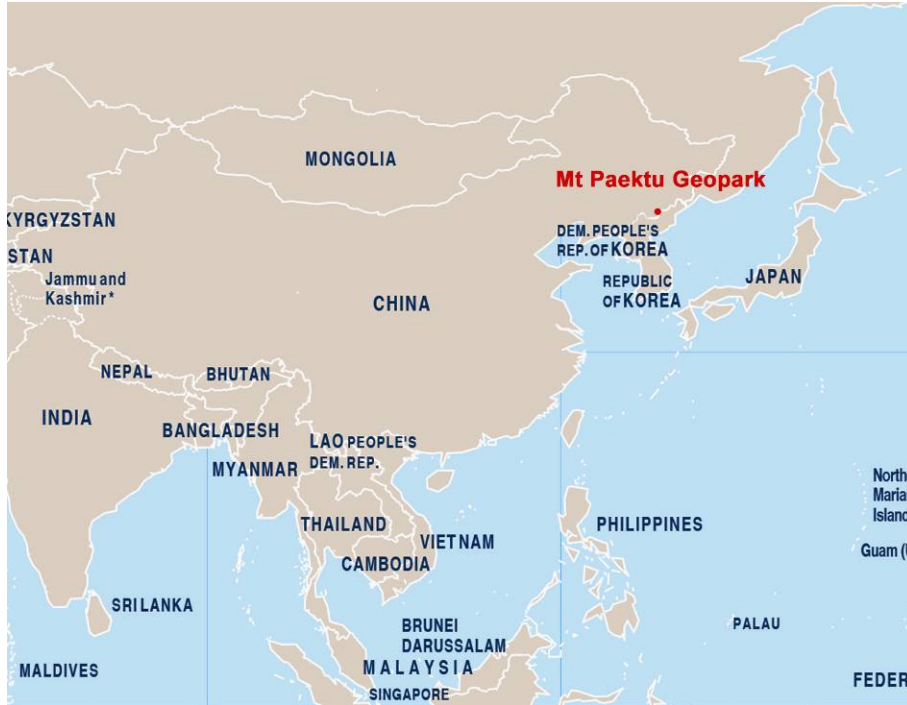 MONGOLIA
Mt Paektu Geopark
KYRGYZSTAN
DEM. PEOPLE'S
REP. OF KOREA
STAN
Jammu and
Kashmir*
REPUBLIC
OF KOREA
JAPAN
CHINA
NEPAL
BHUTAN
INDIA
BANGLADESH
LAO PEOPLE'S
DEM. REP.
MYANMAR
North
Maria
Island
THAILAND
PHILIPPINES
VIETNAM
Guam (U
CAMBODIA
SRI LANKA
BRUNEI
DARUSSALAM
PALAU
MALDIVES
MALAYSIA
FEDER
SINGAPORE